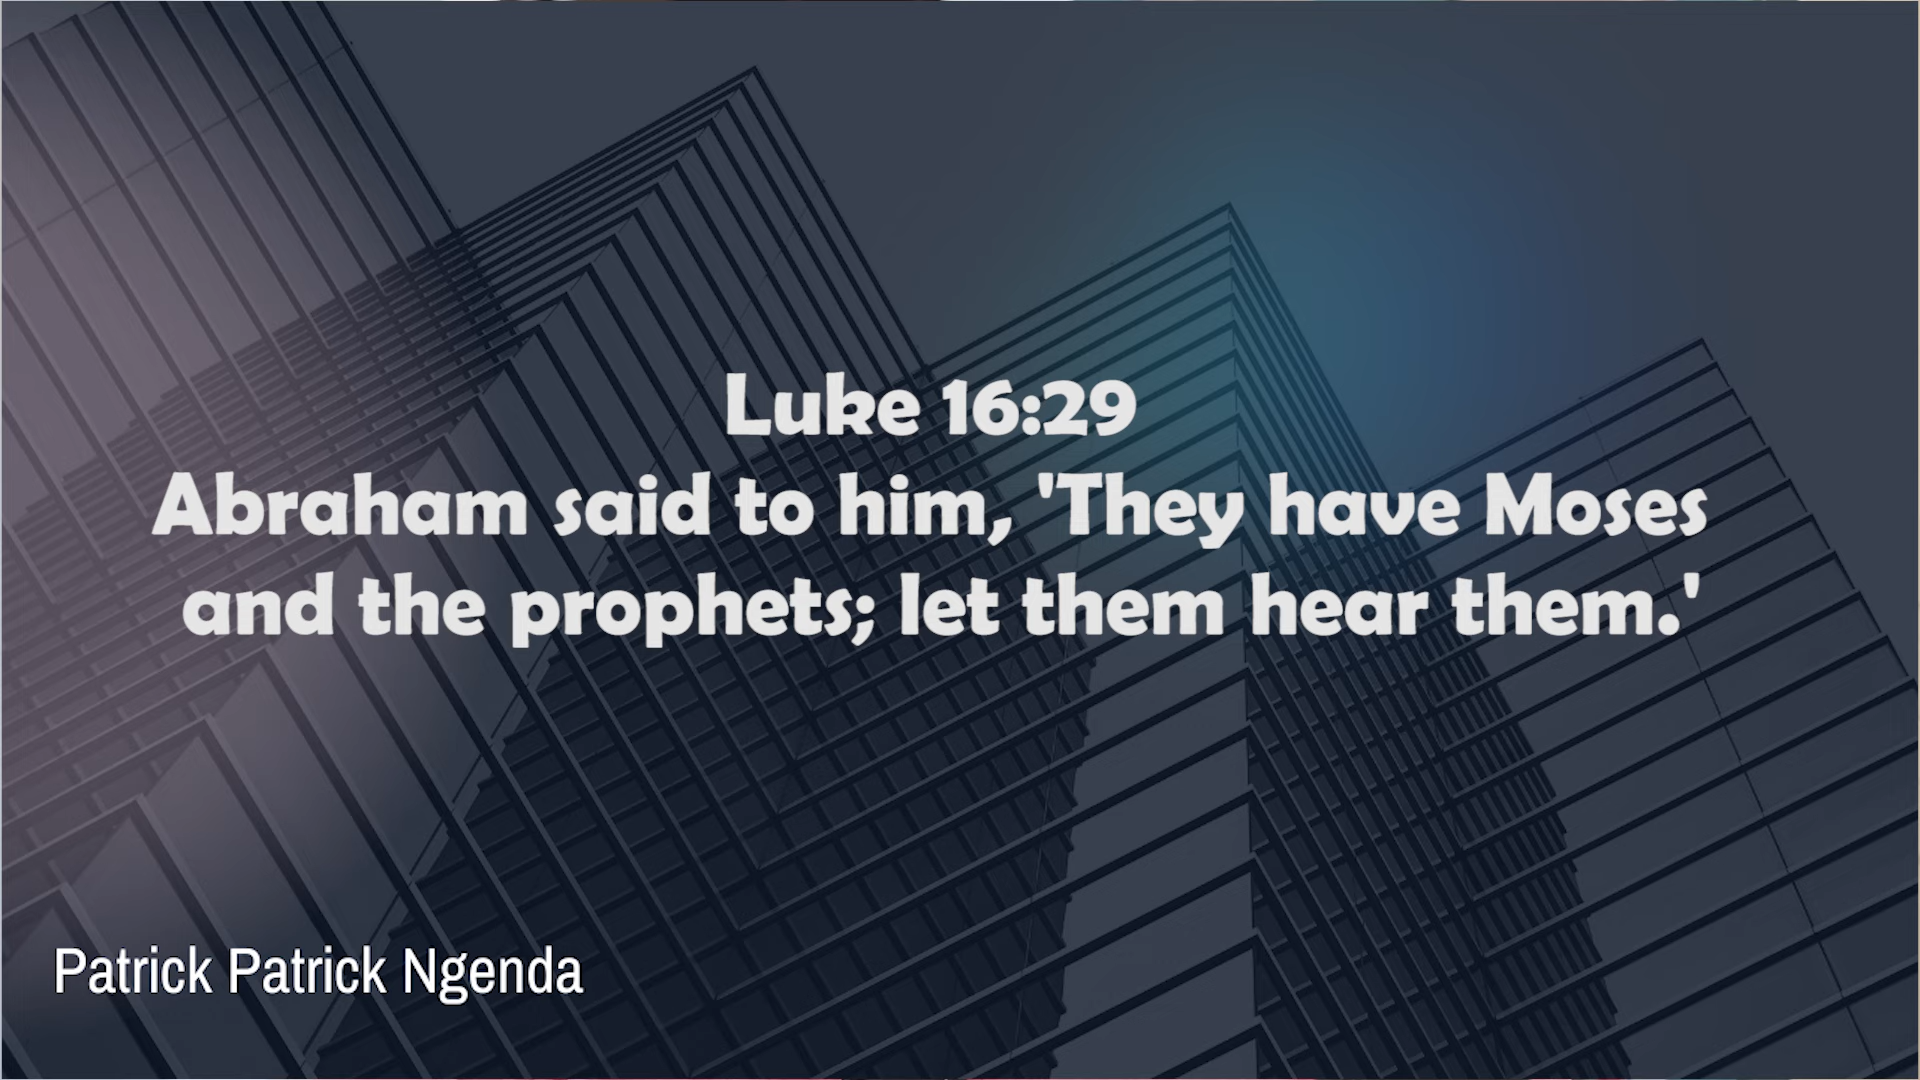 Luke 16:29
Abraham said to him, 'They have Moses
and the prophets; let them hear them.'
Patrick Patrick Ngenda